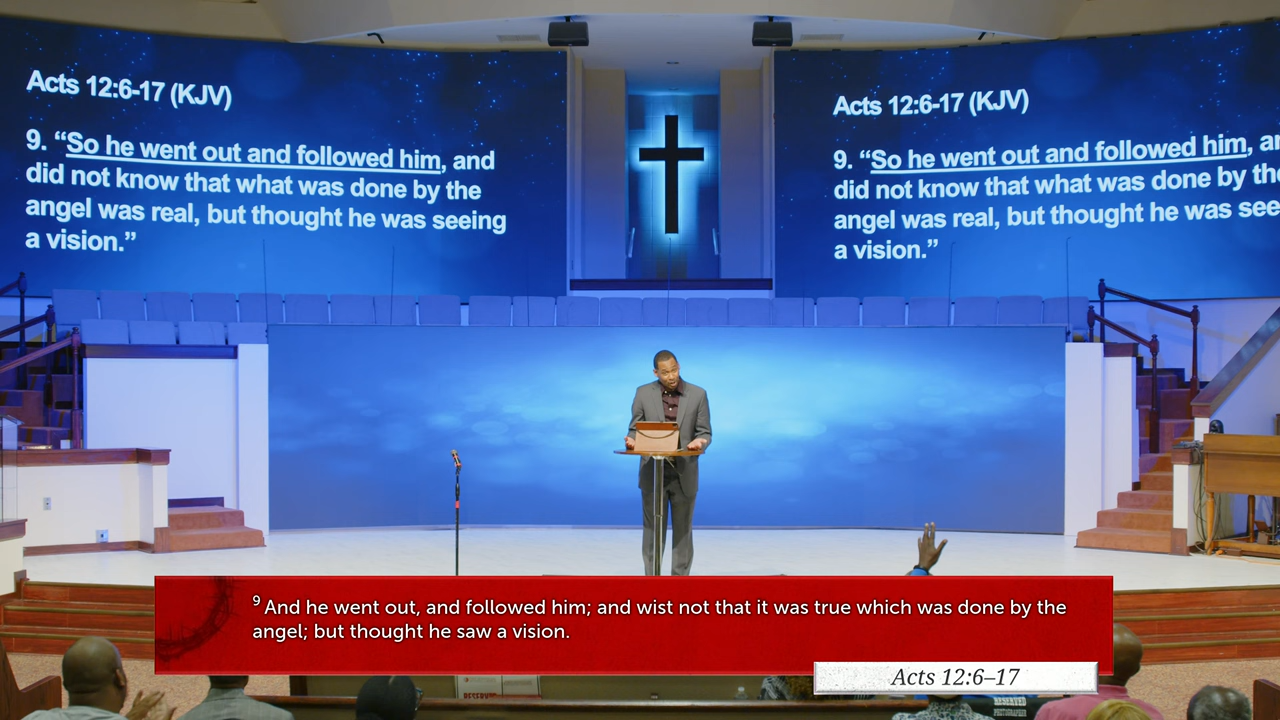 Acts 12:6-17 (KJV)
9. “So he went out and followed him, and
did not know that what was done by the
angel was real, but thought he was seeing
a vision.”
Acts 12:6-17 (KJV)
9. “So he went out and followed him,
did not know that what was done by the
angel was real, but thought he was
a vision.”
9 And he went out, and followed him; and wist not that it was true which was done by the
angel; but thought he saw a vision.
Acts 12:6–17
RESERVED
PHOTOGRAPHER